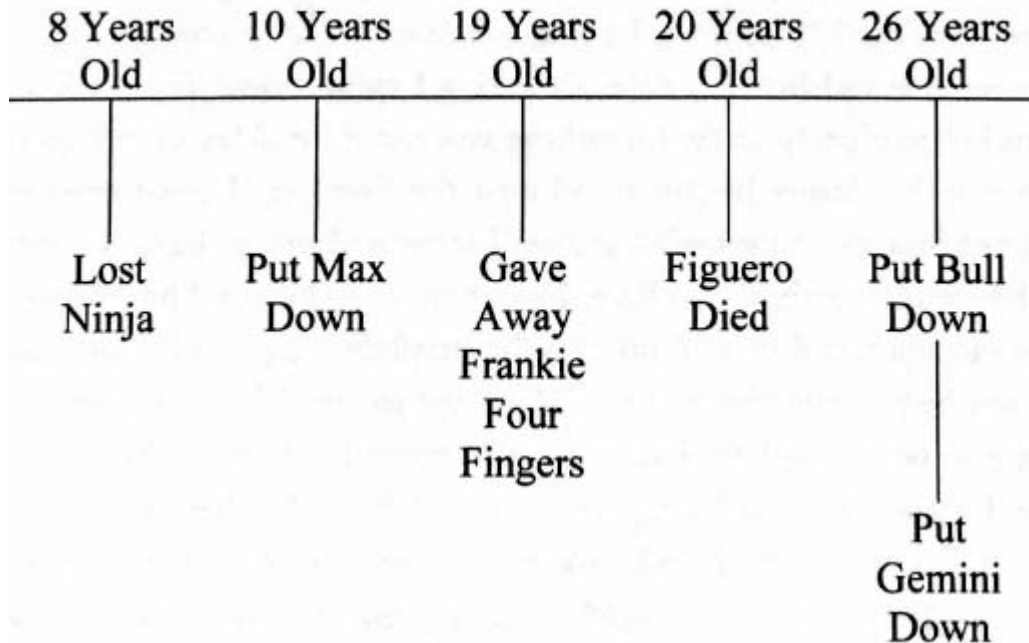 8 Years
Old
10 Years
Old
19 Years
Old
20 Years
Old
26 Years
Old
Lost
Ninja
Put Max
Down
Gave
Away
Frankie
Four
Fingers
Figuero
Died
Put Bull
Down
Put
Gemini
Down